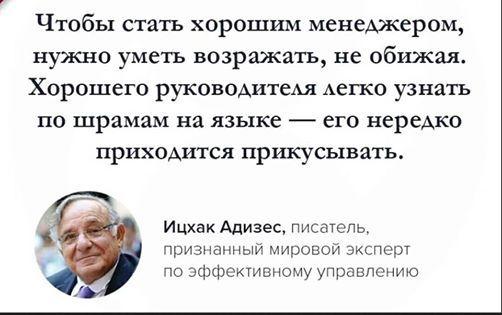 Чтобы стать хорошим менеджером,
нужно уметь возражать, не обижая.
Хорошего руководителя легко узнать
по шрамам на языке — его нередко
приходится прикусывать.
Ицхак Адизес, писатель,
признанный мировой эксперт
по эффективному управлению